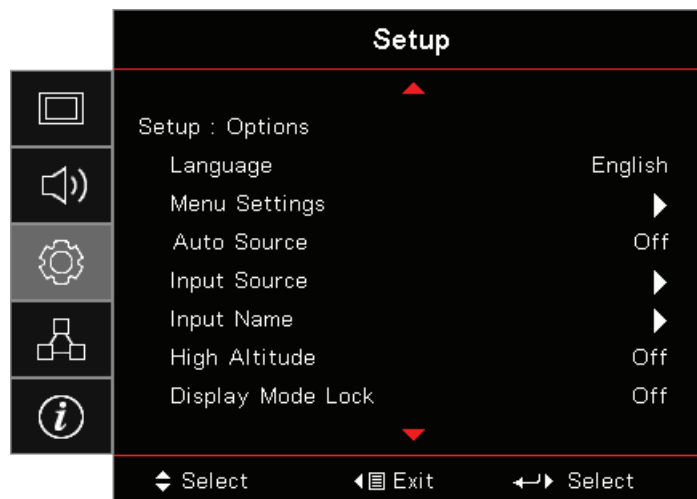 Setup
Setup : Options
Language English
Menu Settings
Auto Source Off
Input Source
Input Name
High Altitude Off
Display Mode Lock Off
Select Exit Select